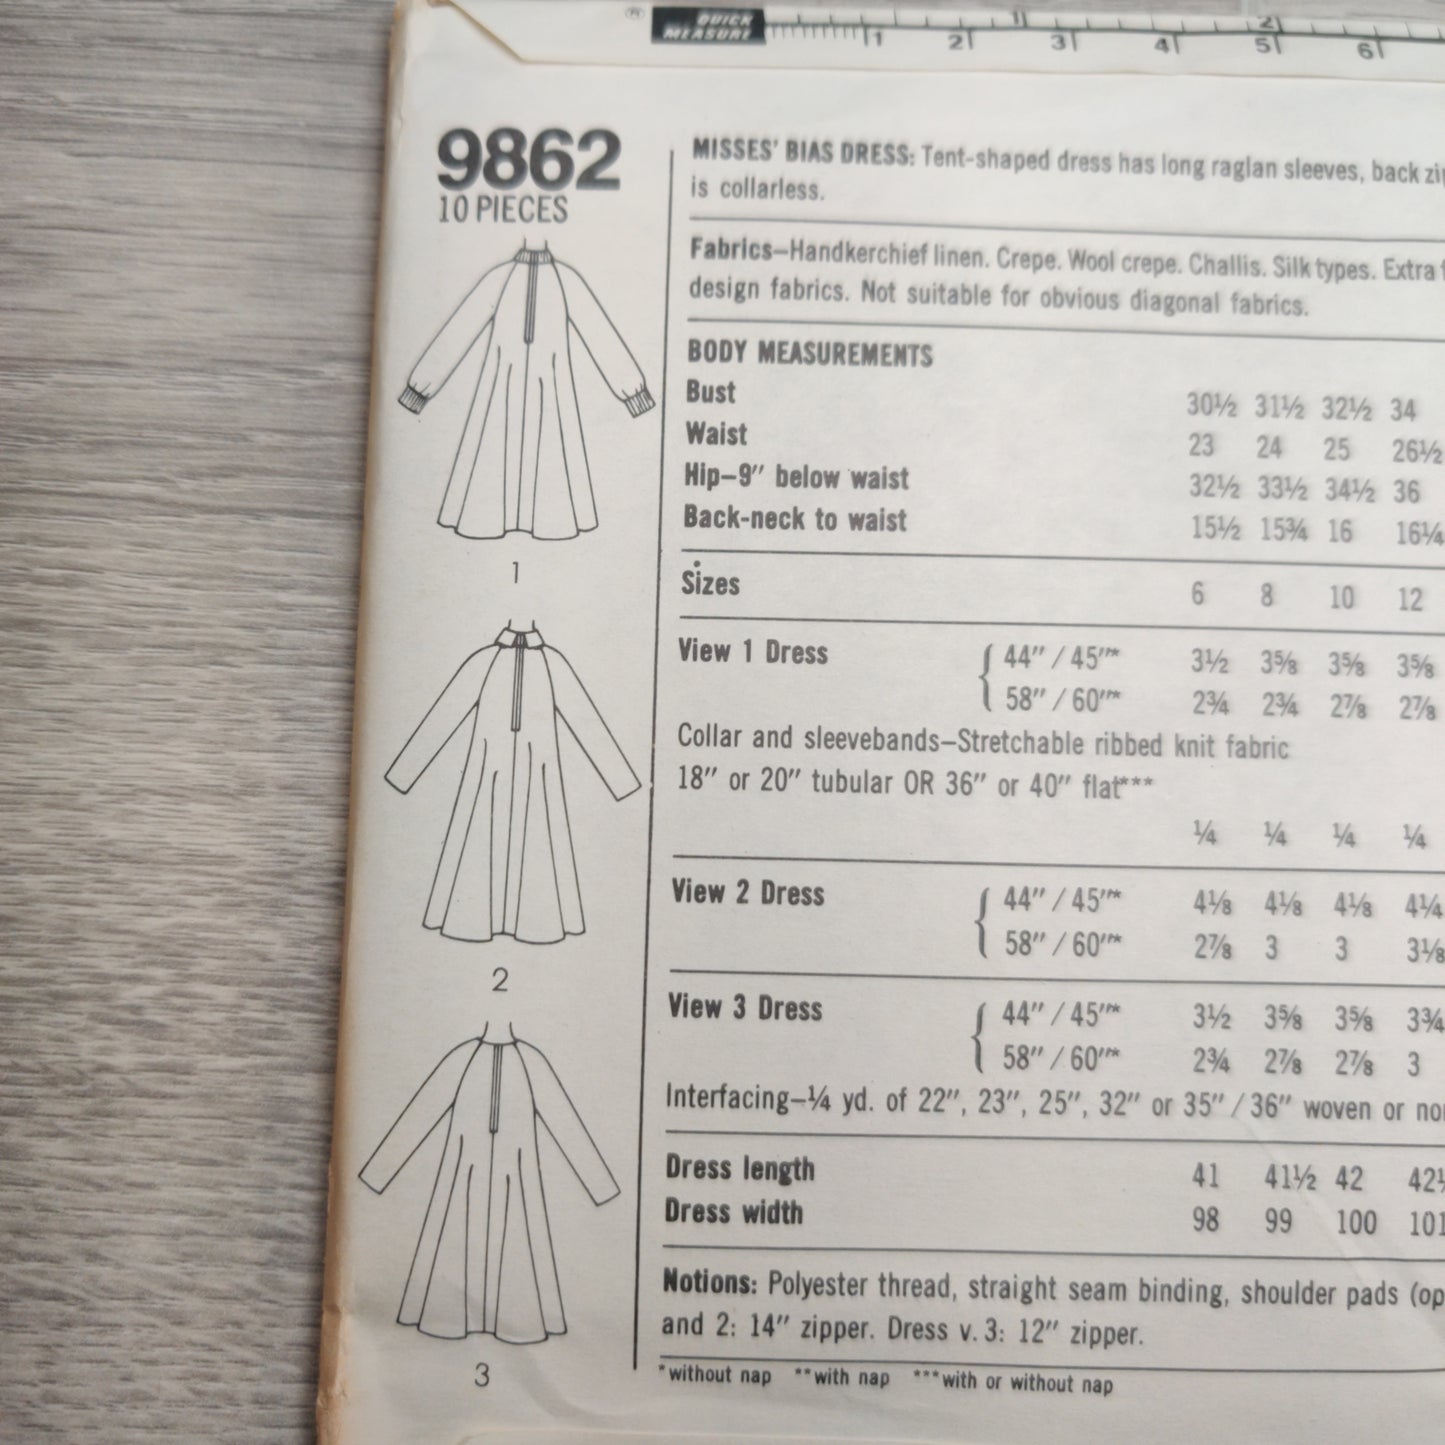 ® QUICK MEASURE
1 2 3 4 5 6
1 2
9862
10 PIECES
MISSES' BIAS DRESS: Tent-shaped dress has long raglan sleeves, back
is collarless.
Fabrics–Handkerchief linen. Crepe. Wool crepe. Challis. Silk types. Extra
design fabrics. Not suitable for obvious diagonal fabrics.
BODY MEASUREMENTS
Bust 30½ 31½ 32½ 34
Waist 23 24 25 26½
Hip–9" below waist 32½ 33½ 34½ 36
Back-neck to waist 15½ 15¾ 16 16¼
Sizes 6 8 10 12
View 1 Dress { 44" / 45"* 3½ 3⅝ 3⅝ 3⅝
58" / 60"* 2¾ 2¾ 2⅞ 2⅞
Collar and sleevebands–Stretchable ribbed knit fabric
18" or 20" tubular OR 36" or 40" flat***
¼ ¼ ¼ ¼
View 2 Dress { 44" / 45"* 4⅛ 4⅛ 4⅛ 4¼
58" / 60"* 2⅞ 3 3 3⅛
View 3 Dress { 44" / 45"* 3½ 3⅝ 3⅝ 3¾
58" / 60"* 2¾ 2⅞ 2⅞ 3
Interfacing–¼ yd. of 22", 23", 25", 32" or 35" / 36" woven or
Dress length 41 41½ 42
Dress width 98 99 100 101
Notions: Polyester thread, straight seam binding, shoulder pads
and 2: 14" zipper. Dress v. 3: 12" zipper.
*without nap **with nap ***with or without nap
1
2
3